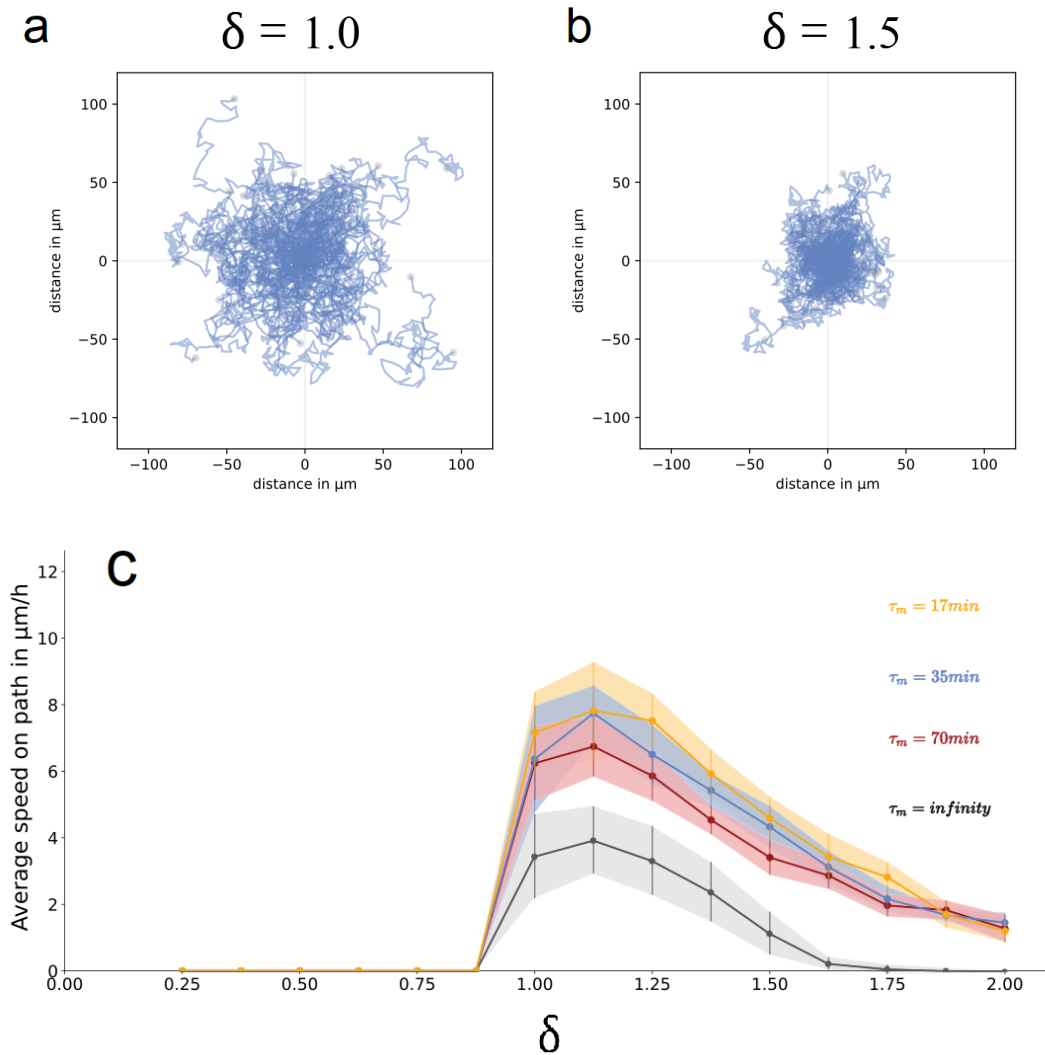 a
δ = 1.0
b
δ = 1.5
100
50
0
−50
−100
distance in μm
−100
−50
0
50
100
distance in μm
100
50
0
−50
−100
distance in μm
−100
−50
0
50
100
distance in μm
c
Average speed on path in μm/h
12
10
8
6
4
2
0
τm = 17min
τm = 35min
τm = 70min
τm = infinity
0.00
0.25
0.50
0.75
1.00
1.25
1.50
1.75
2.00
δ